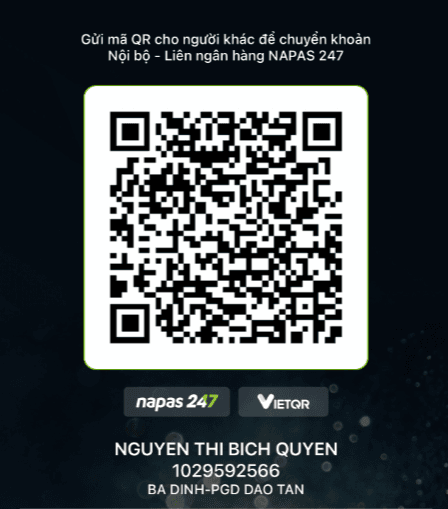 Gửi mã QR cho người khác để chuyển khoản
Nội bộ - Liên ngân hàng NAPAS 247
napas 247
VIETQR
NGUYEN THI BICH QUYEN
1029592566
BA DINH-PGD DAO TAN